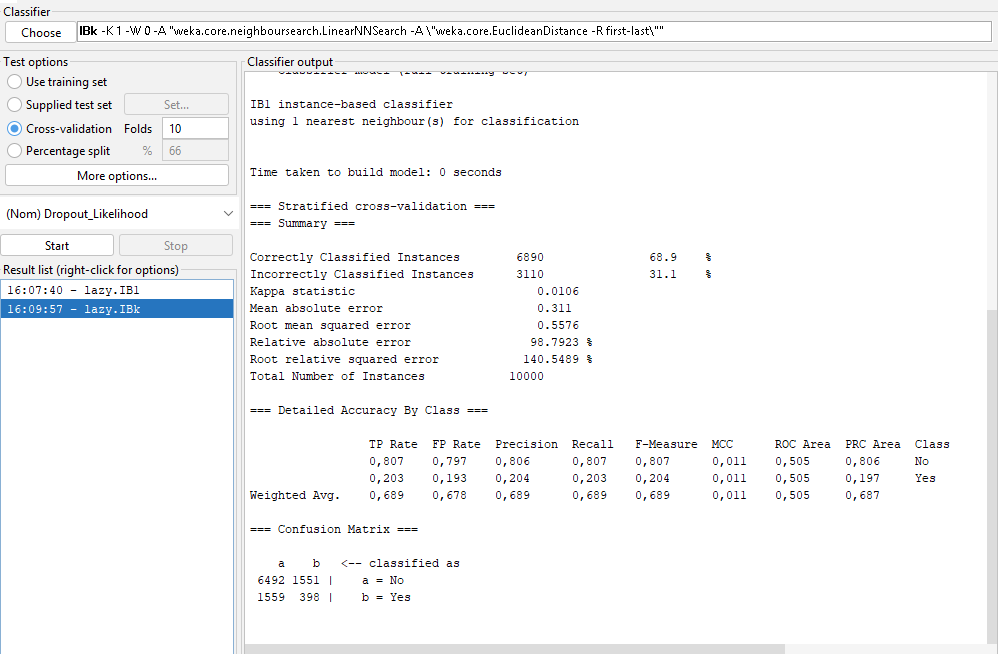 Classifier
Choose IBk -K 1 -W 0 -A "weka.core.neighboursearch.LinearNNSearch -A \"weka.core.EuclideanDistance -R first-last\""
Test options
Use training set
Supplied test set Set...
Cross-validation Folds 10
Percentage split % 66
More options...
(Nom) Dropout_Likelihood
Start Stop
Result list (right-click for options)
16:07:40 - lazy.IB1
16:09:57 - lazy.IBk
Classifier output
IB1 instance-based classifier
using 1 nearest neighbour(s) for classification
Time taken to build model: 0 seconds
=== Stratified cross-validation ===
=== Summary ===
Correctly Classified Instances 6890 68.9 %
Incorrectly Classified Instances 3110 31.1 %
Kappa statistic 0.0106
Mean absolute error 0.311
Root mean squared error 0.5576
Relative absolute error 98.7923 %
Root relative squared error 140.5489 %
Total Number of Instances 10000
=== Detailed Accuracy By Class ===
TP Rate FP Rate Precision Recall F-Measure MCC ROC Area PRC Area Class
0,807 0,797 0,806 0,807 0,807 0,011 0,505 0,806 No
0,203 0,193 0,204 0,203 0,204 0,011 0,505 0,197 Yes
Weighted Avg. 0,689 0,678 0,689 0,689 0,689 0,011 0,505 0,687
=== Confusion Matrix ===
a b <-- classified as
6492 1551 | a = No
1559 398 | b = Yes